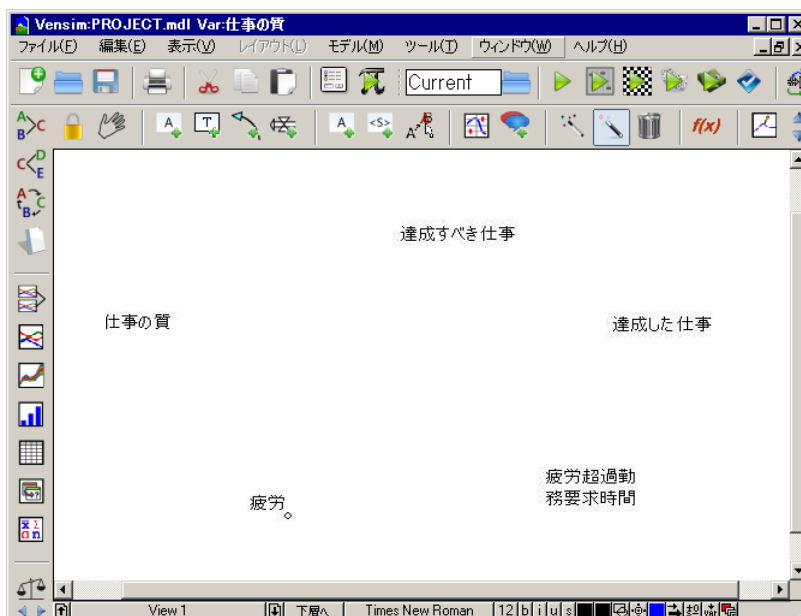 Vensim:PROJECT.mdl Var:仕事の質
ファイル(F) 編集(E) 表示(V) レイアウト(L) モデル(M) ツール(T) ウィンドウ(W) ヘルプ(H)
Current
f(x)
達成すべき仕事
仕事の質
達成した仕事
疲労超過勤
務要求時間
疲労
View 1 下層へ Times New Roman 12 b i u s